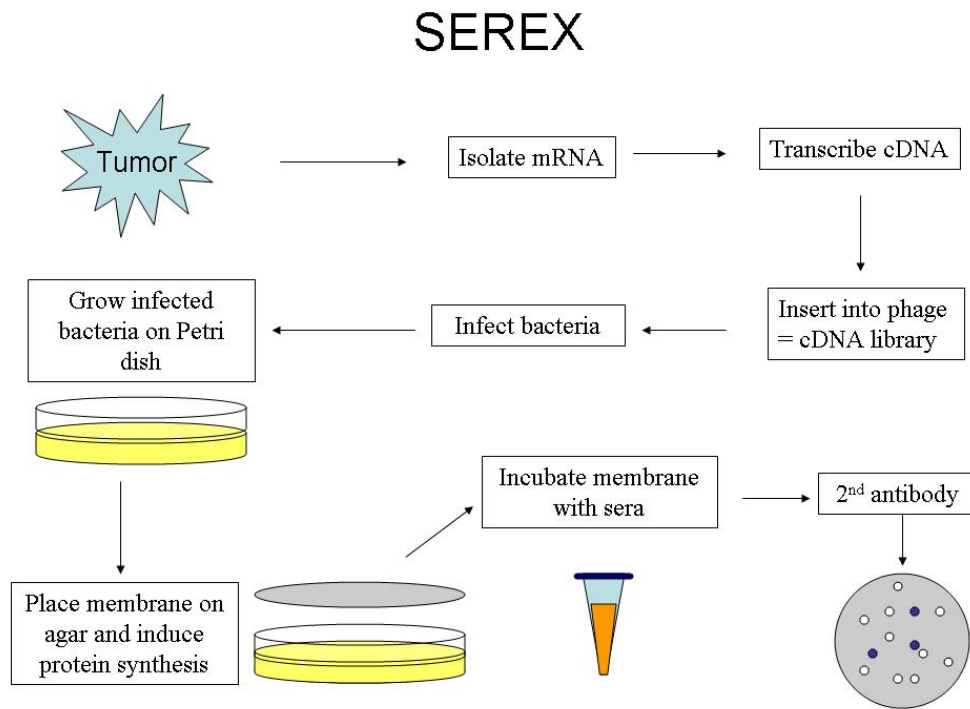 SEREX
Tumor
Isolate mRNA
Transcribe cDNA
Insert into phage
= cDNA library
Infect bacteria
Grow infected
bacteria on Petri
dish
Place membrane on
agar and induce
protein synthesis
Incubate membrane
with sera
2nd antibody